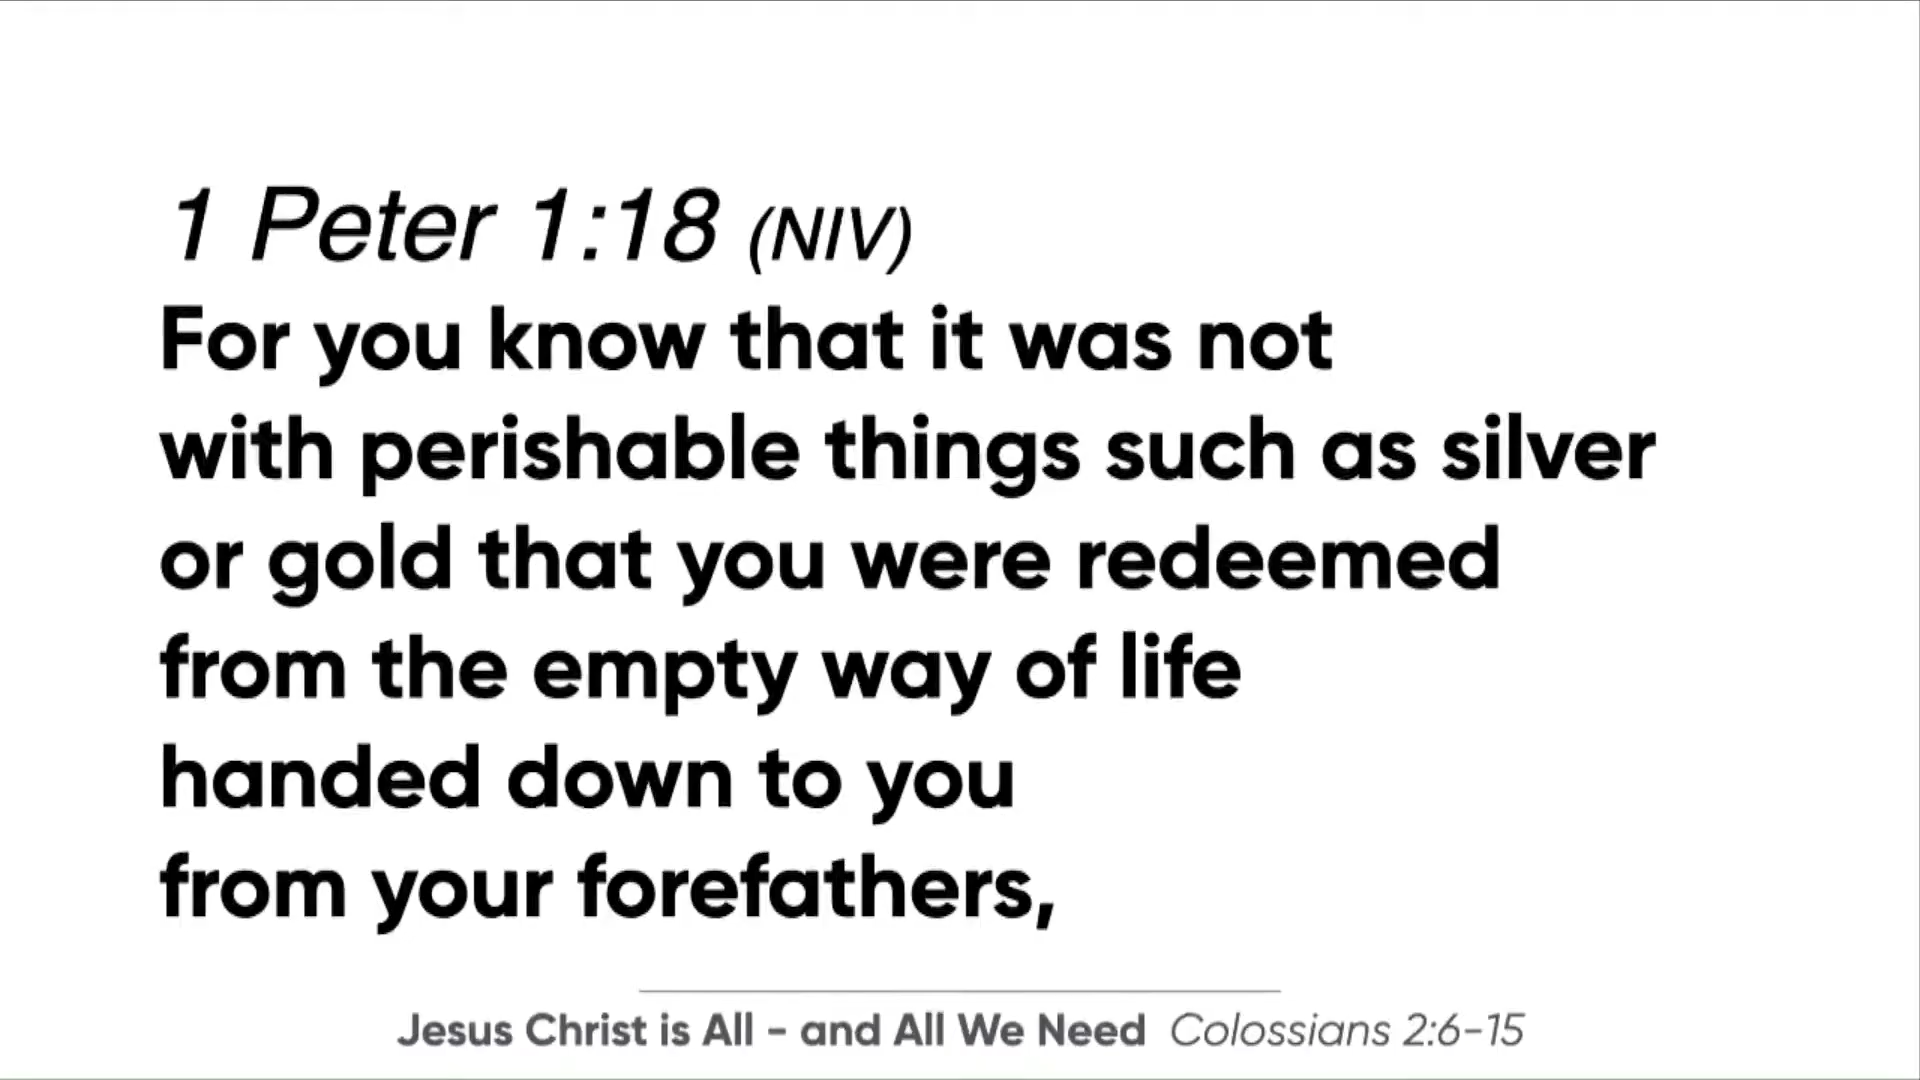 1 Peter 1:18 (NIV)
For you know that it was not
with perishable things such as silver
or gold that you were redeemed
from the empty way of life
handed down to you
from your forefathers,
Jesus Christ is All - and All We Need Colossians 2:6-15